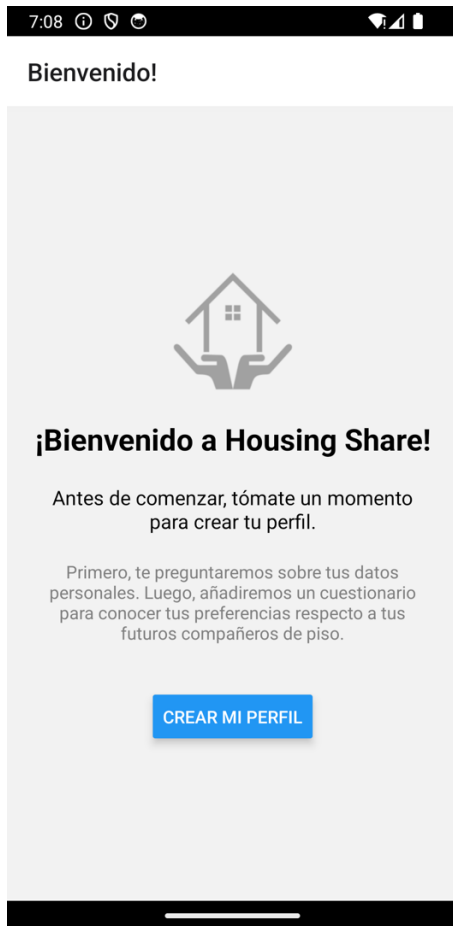 7:08
Bienvenido!
¡Bienvenido a Housing Share!
Antes de comenzar, tómate un momento
para crear tu perfil.
Primero, te preguntaremos sobre tus datos
personales. Luego, añadiremos un cuestionario
para conocer tus preferencias respecto a tus
futuros compañeros de piso.
CREAR MI PERFIL